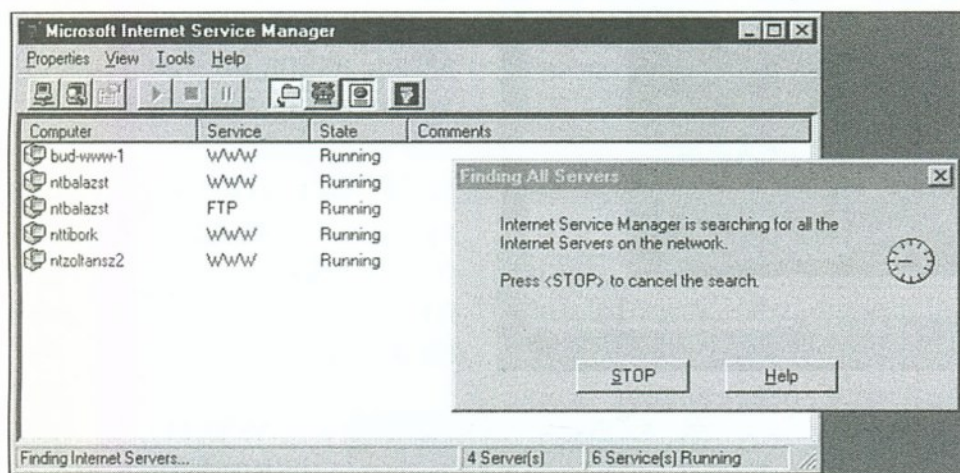 Microsoft Internet Service Manager
Properties View Tools Help
Computer Service State Comments
bud-www-1 WWW Running
ntbalazst WWW Running
ntbalazst FTP Running
nttibork WWW Running
ntzoltansz2 WWW Running
Finding All Servers
Internet Service Manager is searching for all the
Internet Servers on the network.
Press <STOP> to cancel the search.
STOP Help
Finding Internet Servers... 4 Server(s) 6 Service(s) Running